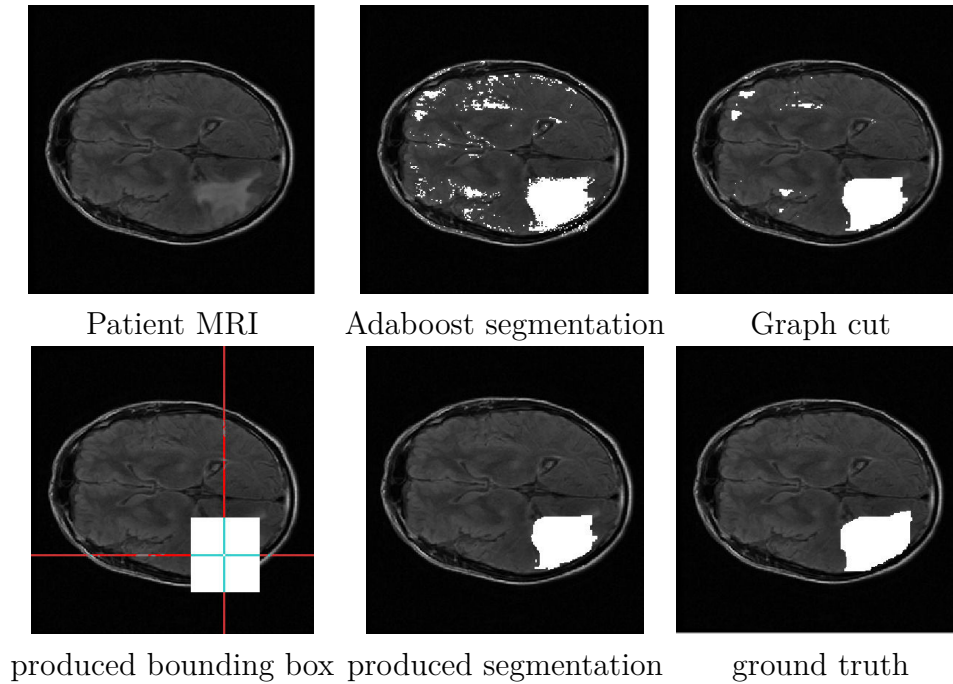 Patient MRI Adaboost segmentation Graph cut
produced bounding box produced segmentation ground truth